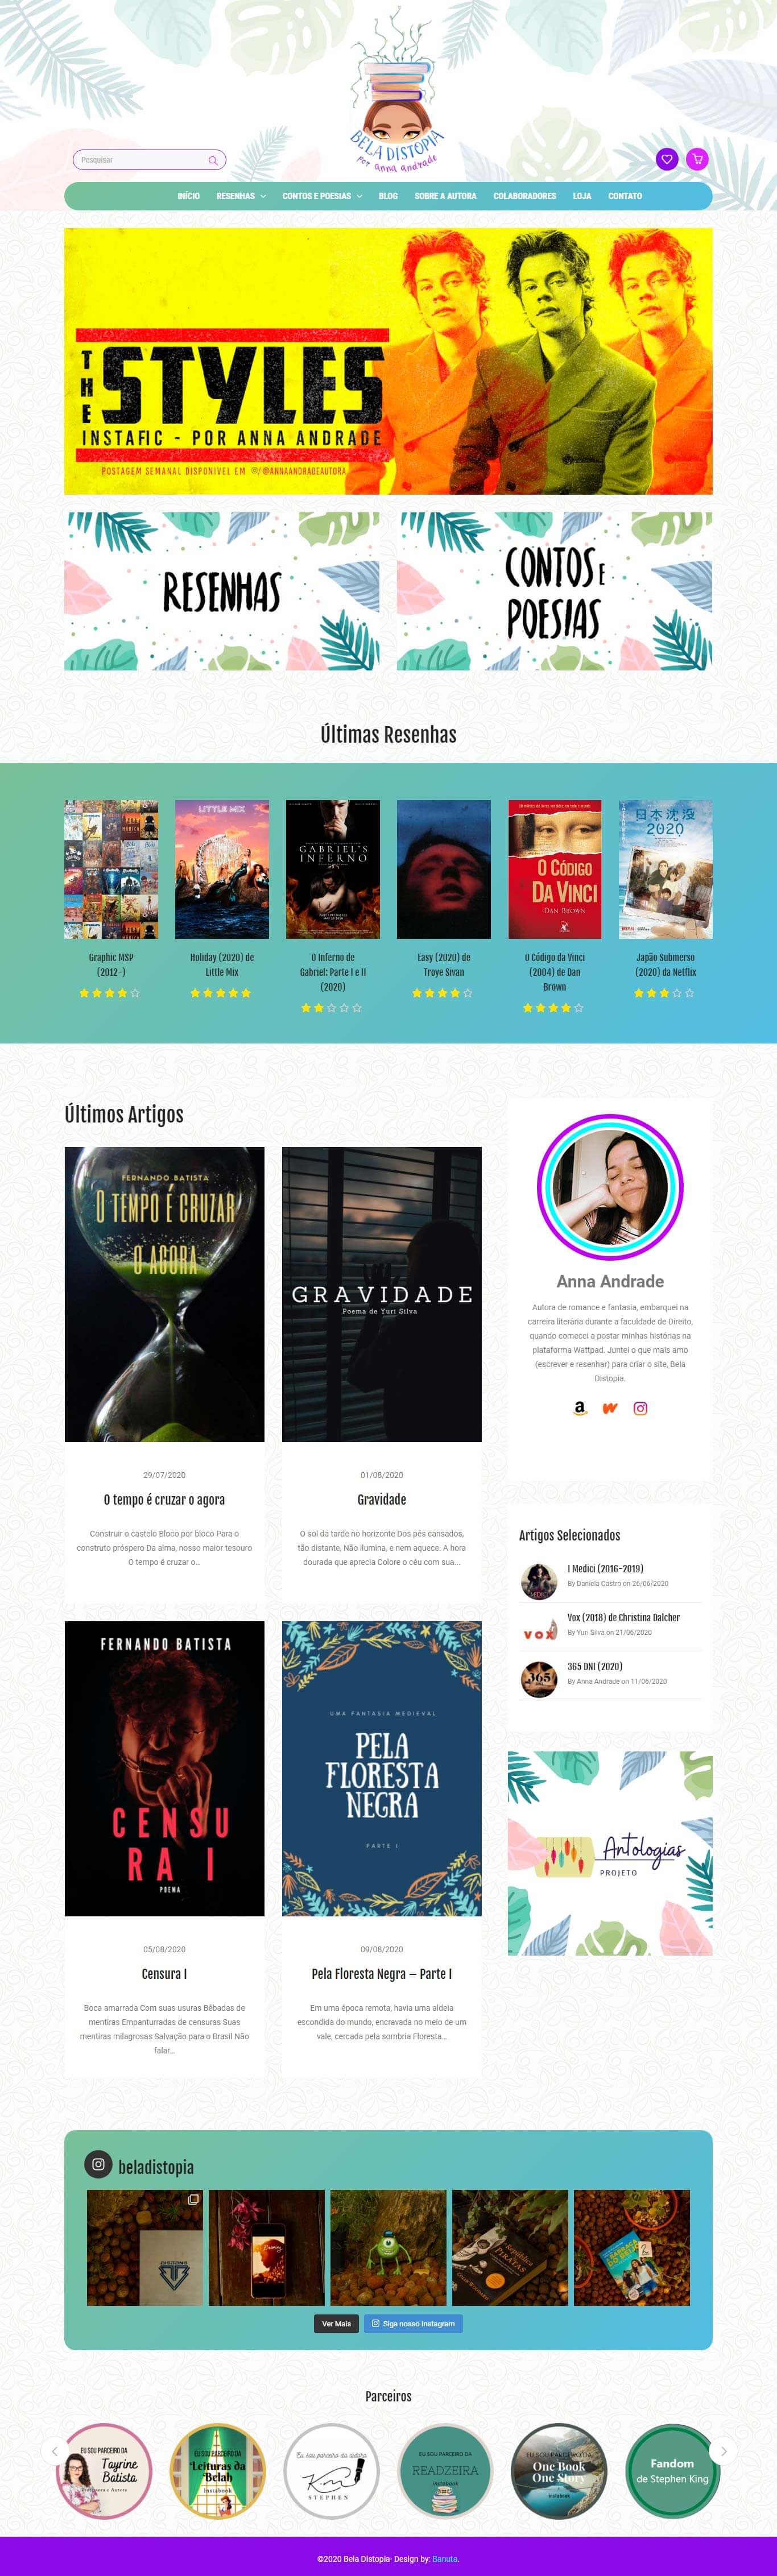 BELA DISTOPIA
por anna andrade
Pesquisar
INÍCIO RESENHAS CONTOS E POESIAS BLOG SOBRE A AUTORA COLABORADORES LOJA CONTATO
THE STYLES
INSTAFIC - POR ANNA ANDRADE
POSTAGEM SEMANAL DISPONÍVEL EM @ANNAANDRADEAUTORA
RESENHAS
CONTOS E
POESIAS
Últimas Resenhas
LITTLE MIX
GABRIEL'S
INFERNO
O CÓDIGO
DA VINCI
DAN BROWN
日本沈没
2020
Graphic MSP
(2012-)
Holiday (2020) de
Little Mix
O Inferno de
Gabriel; Parte I e II
(2020)
Easy (2020) de
Troye Sivan
O Código da Vinci
(2004) de Dan
Brown
Japão Submerso
(2020) da Netflix
Últimos Artigos
FERNANDO BATISTA
O TEMPO É CRUZAR
O AGORA
GRAVIDADE
Poema de Yuri Silva
29/07/2020
O tempo é cruzar o agora
Construir o castelo Bloco por bloco Para o
construto próspero Da alma, nosso maior tesouro
O tempo é cruzar o...
01/08/2020
Gravidade
O sol da tarde no horizonte Dos pés cansados,
tão distante, Não ilumina, e nem aquece. A hora
dourada que aprecia Colore o céu com sua...
FERNANDO BATISTA
CENSU
RA I
POEMA
UMA FANTASIA MEDIEVAL
PELA
FLORESTA
NEGRA
PARTE I
05/08/2020
Censura I
Boca amarrada Com suas usuras Bêbadas de
mentiras Empanturradas de censuras Suas
mentiras milagrosas Salvação para o Brasil Não
falar...
09/08/2020
Pela Floresta Negra – Parte I
Em uma época remota, havia uma aldeia
escondida do mundo, encravada no meio de um
vale, cercada pela sombria Floresta...
Anna Andrade
Autora de romance e fantasia, embarquei na
carreira literária durante a faculdade de Direito,
quando comecei a postar minhas histórias na
plataforma Wattpad. Juntei o que mais amo
(escrever e resenhar) para criar o site, Bela
Distopia.
Artigos Selecionados
MEDICI
I Medici (2016-2019)
By Daniela Castro on 26/06/2020
VOX
Vox (2018) de Christina Dalcher
By Yuri Silva on 21/06/2020
365
365 DNI (2020)
By Anna Andrade on 11/06/2020
Antologias
PROJETO
beladistopia
República
PIRATAS
Ver Mais
Siga nosso Instagram
Parceiros
EU SOU PARCEIRO DA
Tayrine
Batista
EU SOU PARCEIRO DA
Leituras da
Belah
instabook
Eu sou parceiro da autora
STEPHEN
EU SOU PARCEIRO DA
READZEIRA
instabook
EU SOU PARCEIRO DA
One Book
One Story
instabook
Fandom
de Stephen King
©2020 Bela Distopia- Design by: Banuta.